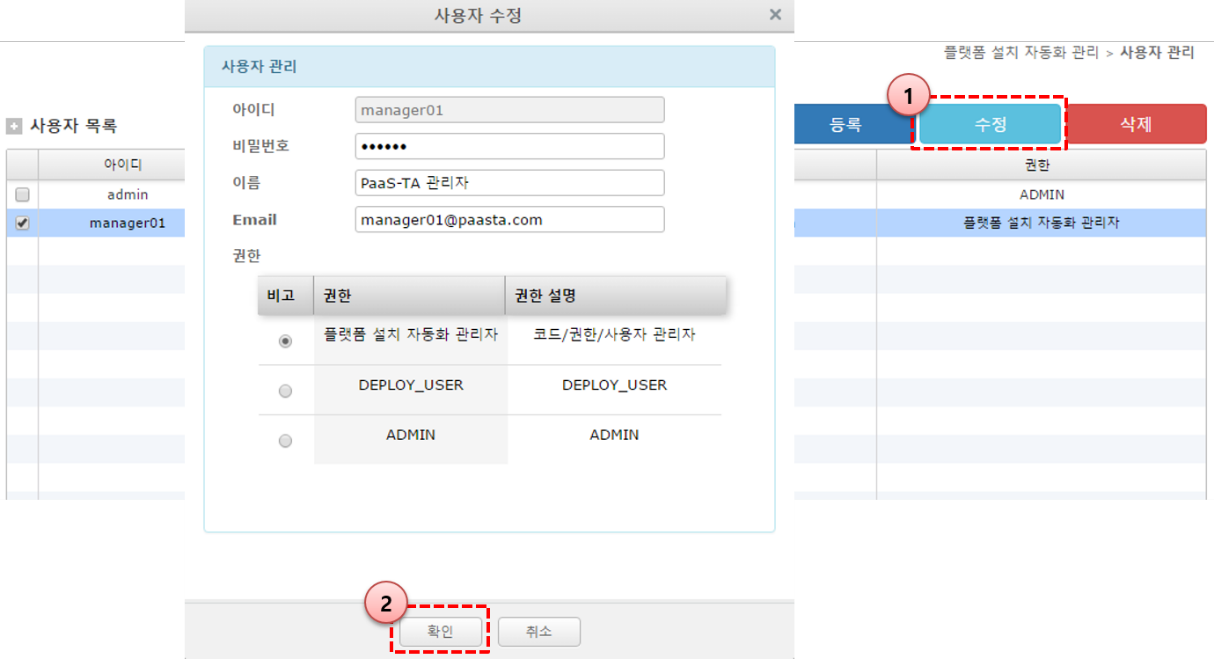 사용자 수정
플랫폼 설치 자동화 관리 > 사용자 관리
사용자 관리
아이디 manager01
비밀번호 ••••••
이름 PaaS-TA 관리자
Email manager01@paasta.com
권한
비고 권한 권한 설명
플랫폼 설치 자동화 관리자 코드/권한/사용자 관리자
DEPLOY_USER DEPLOY_USER
ADMIN ADMIN
2
확인 취소
사용자 목록
1
등록 수정 삭제
아이디 권한
admin ADMIN
manager01 플랫폼 설치 자동화 관리자